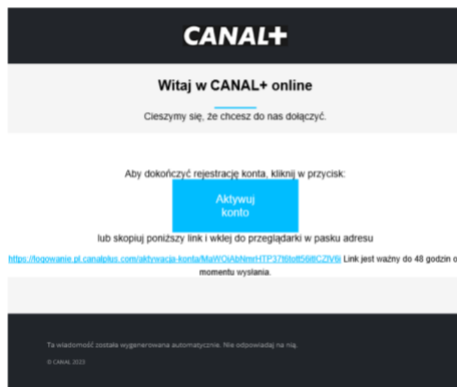 CANAL+
Witaj w CANAL+ online
Cieszymy się, że chcesz do nas dołączyć.
Aby dokończyć rejestrację konta, kliknij w przycisk:
Aktywuj
konto
lub skopiuj poniższy link i wklej do przeglądarki w pasku adresu
Link jest ważny do 48 godzin o
momentu wysłania.
Ta wiadomość została wygenerowana automatycznie. Nie odpowiadaj na nią.
© CANAL 2023